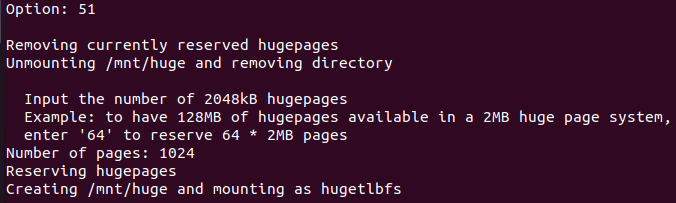 Option: 51
Removing currently reserved hugepages
Unmounting /mnt/huge and removing directory
Input the number of 2048kB hugepages
Example: to have 128MB of hugepages available in a 2MB huge page system,
enter '64' to reserve 64 * 2MB pages
Number of pages: 1024
Reserving hugepages
Creating /mnt/huge and mounting as hugetlbfs